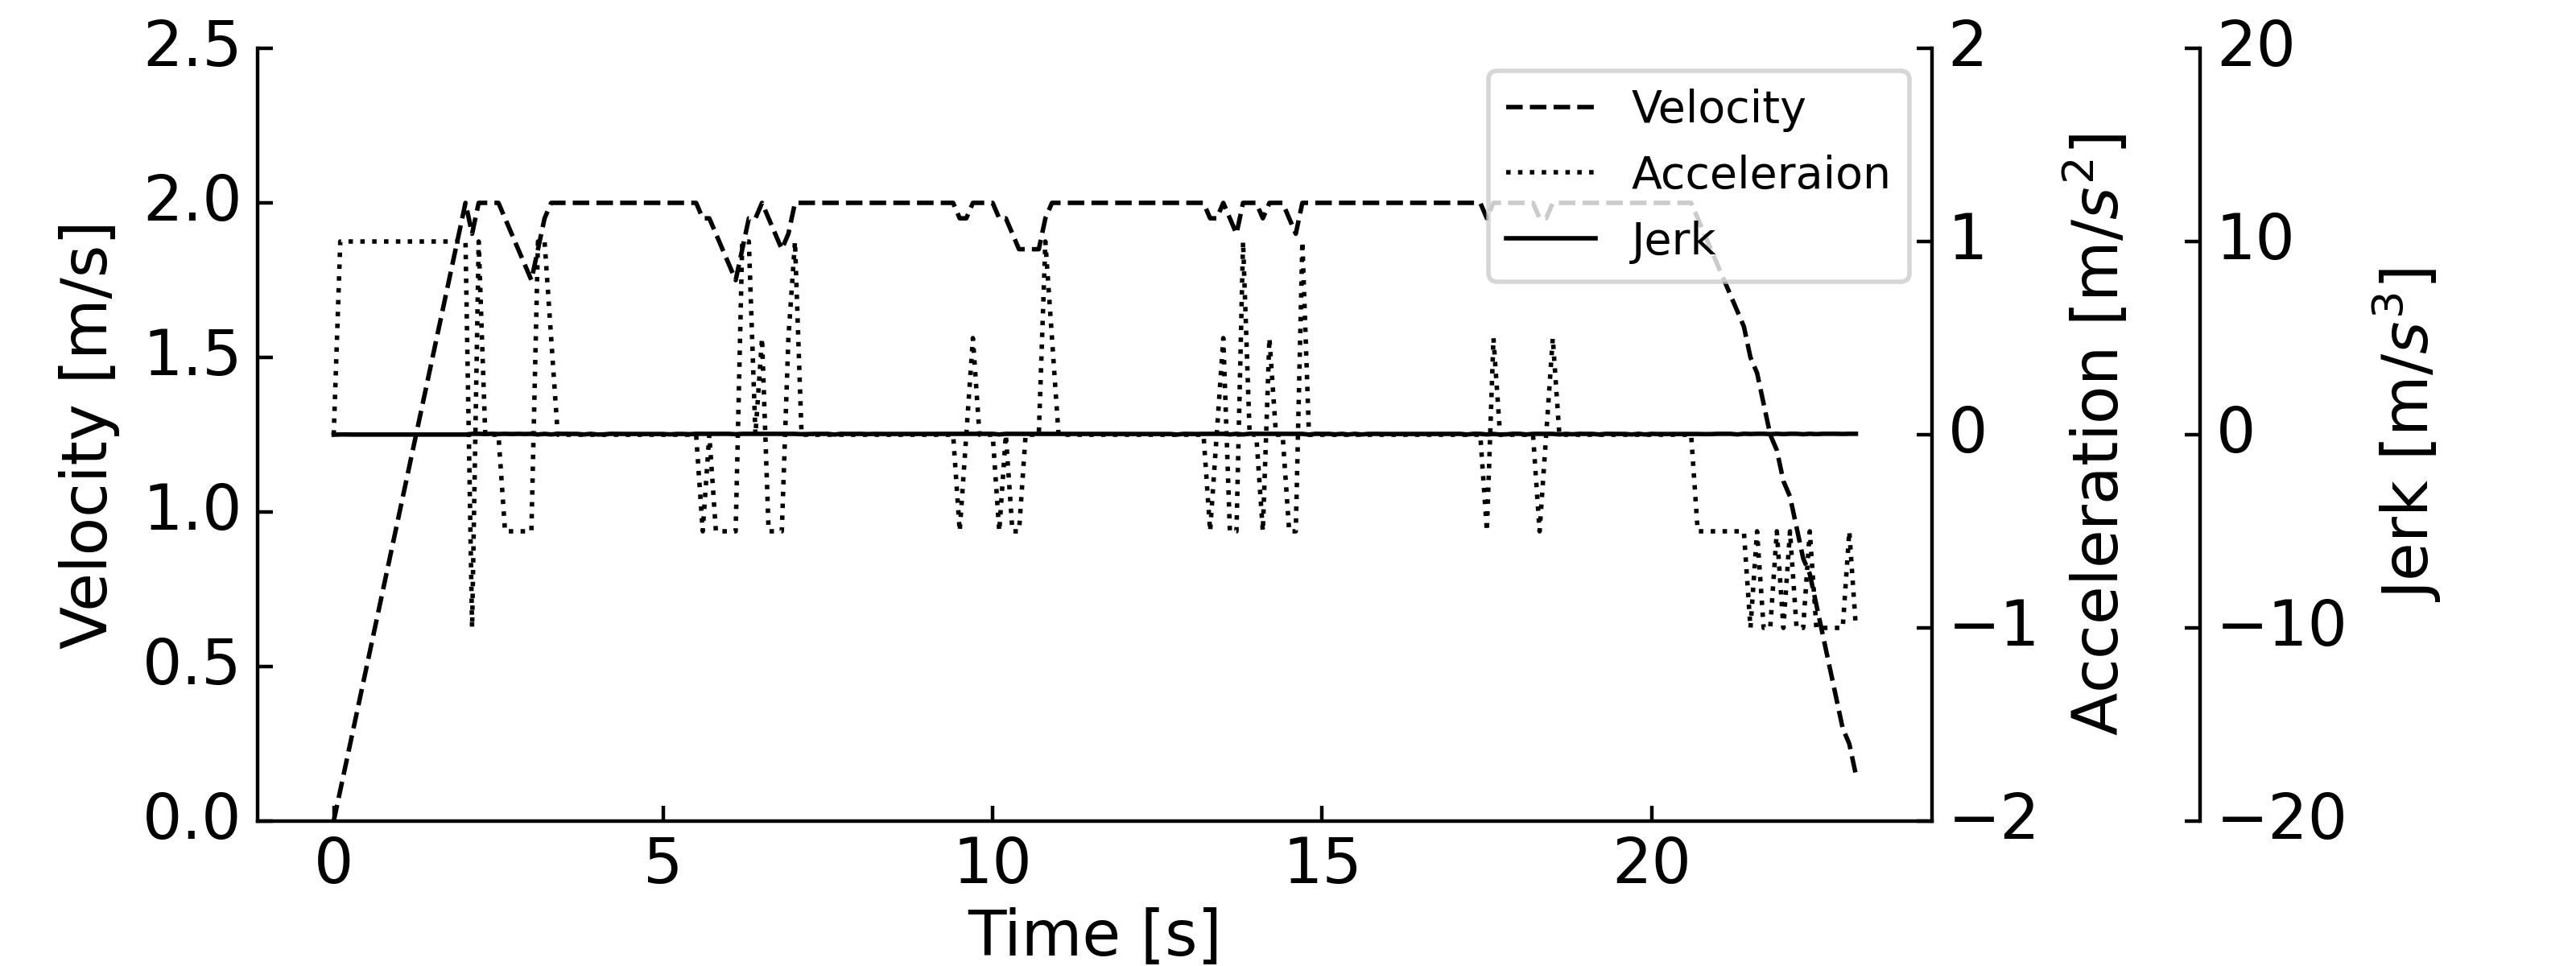 Velocity [m/s]
2.5
2.0
1.5
1.0
0.5
0.0
0 5 10 15 20
Time [s]
Velocity
Acceleraion
Jerk
2
1
0
−1
−2
Acceleration [m/s²]
20
10
0
−10
−20
Jerk [m/s³]